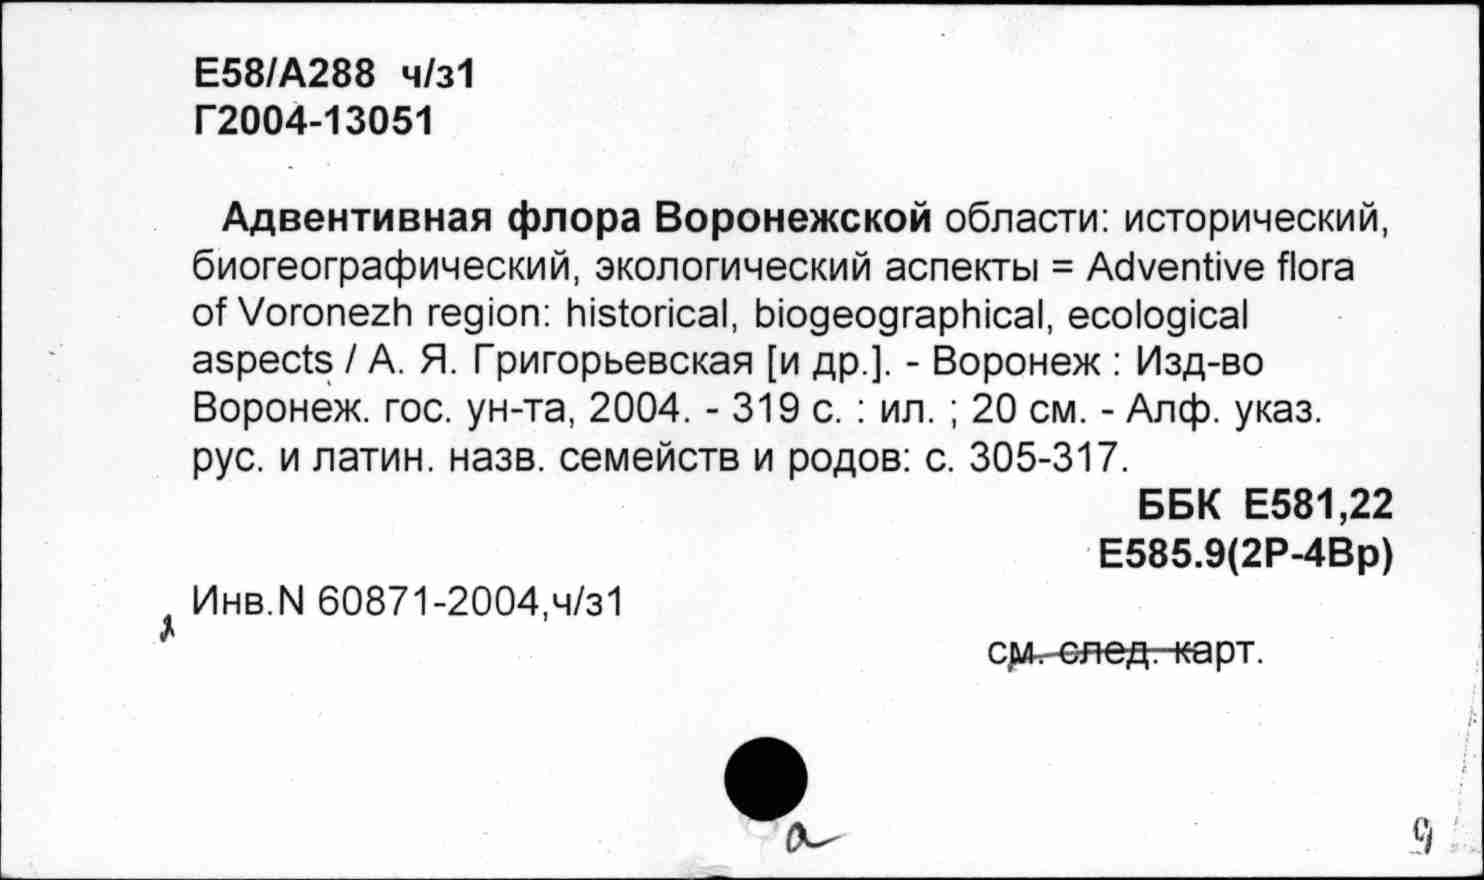 Е58/А288 ч/з1
Г2004-13051
Адвентивная флора Воронежской области: исторический,
биогеографический, экологический аспекты = Adventive flora
of Voronezh region: historical, biogeographical, ecological
aspects / А. Я. Григорьевская [и др.]. - Воронеж : Изд-во
Воронеж. гос. ун-та, 2004. - 319 с. : ил. ; 20 см. - Алф. указ.
рус. и латин. назв. семейств и родов: с. 305-317.
ББК Е581,22
Е585.9(2Р-4Вр)
Инв.N 60871-2004,ч/з1
см. след. карт.
а